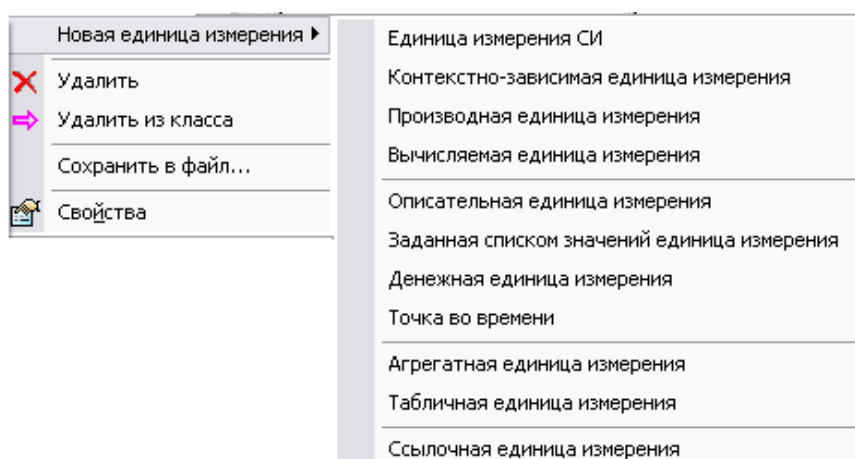 Новая единица измерения
Удалить
Удалить из класса
Сохранить в файл...
Свойства
Единица измерения СИ
Контекстно-зависимая единица измерения
Производная единица измерения
Вычисляемая единица измерения
Описательная единица измерения
Заданная списком значений единица измерения
Денежная единица измерения
Точка во времени
Агрегатная единица измерения
Табличная единица измерения
Ссылочная единица измерения